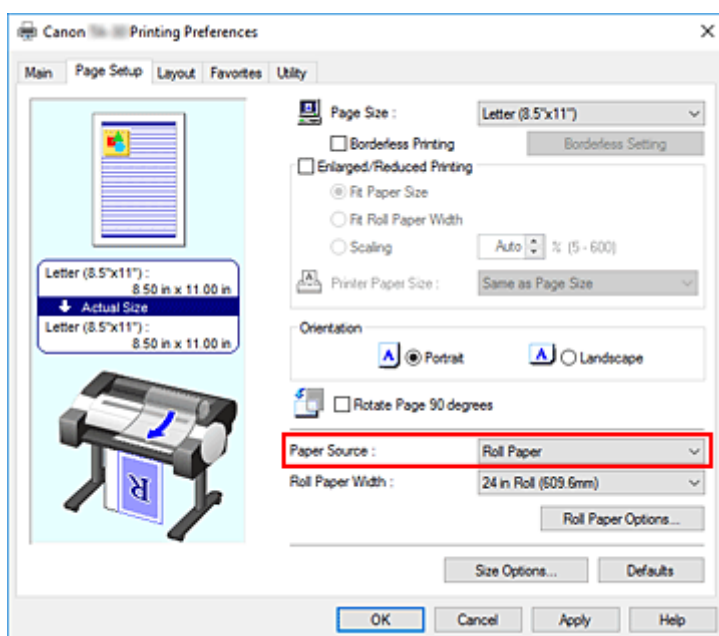 Canon Printing Preferences
Main Page Setup Layout Favorites Utility
Page Size : Letter (8.5"x11")
Borderless Printing Borderless Setting
Enlarged/Reduced Printing
Fit Paper Size
Fit Roll Paper Width
Scaling Auto % (5 - 600)
Printer Paper Size : Same as Page Size
Letter (8.5"x11") :
8.50 in x 11.00 in
Actual Size
Letter (8.5"x11") :
8.50 in x 11.00 in
Orientation
A Portrait A Landscape
Rotate Page 90 degrees
Paper Source : Roll Paper
Roll Paper Width : 24 in Roll (609.6mm)
R
Roll Paper Options...
Size Options... Defaults
OK Cancel Apply Help